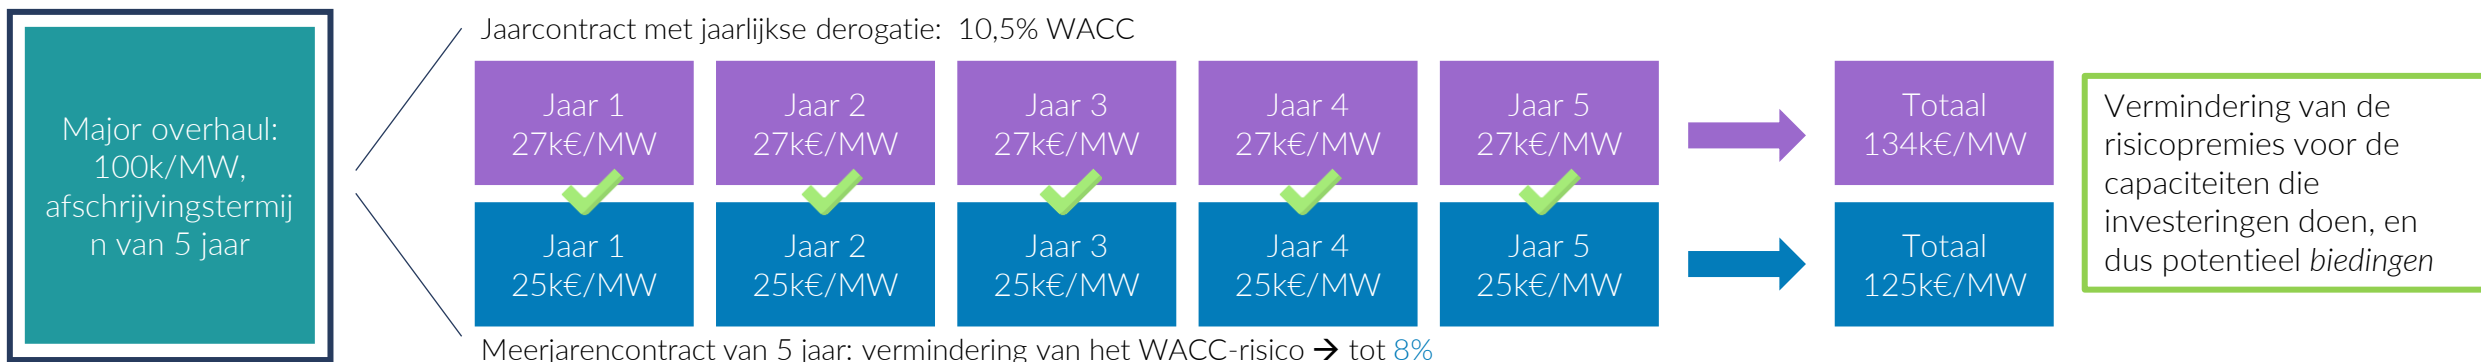 Major overhaul:
100k/MW,
afschrijvingstermij
n van 5 jaar
Jaarcontract met jaarlijkse derogatie: 10,5% WACC
Jaar 1
27k€/MW
Jaar 2
27k€/MW
Jaar 3
27k€/MW
Jaar 4
27k€/MW
Jaar 5
27k€/MW
Totaal
134k€/MW
Jaar 1
25k€/MW
Jaar 2
25k€/MW
Jaar 3
25k€/MW
Jaar 4
25k€/MW
Jaar 5
25k€/MW
Totaal
125k€/MW
Meerjarencontract van 5 jaar: vermindering van het WACC-risico → tot 8%
Vermindering van de
risicopremies voor de
capaciteiten die
investeringen doen, en
dus potentieel biedingen